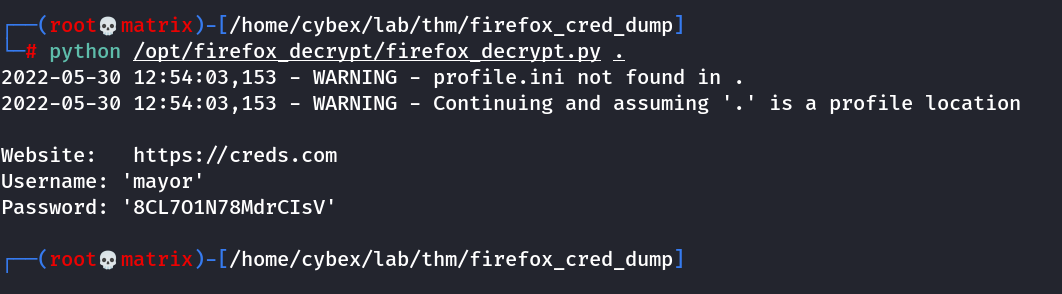 ┌──(root💀matrix)-[/home/cybex/lab/thm/firefox_cred_dump]
└─# python /opt/firefox_decrypt/firefox_decrypt.py .
2022-05-30 12:54:03,153 - WARNING - profile.ini not found in .
2022-05-30 12:54:03,153 - WARNING - Continuing and assuming '.' is a profile location
Website:   https://creds.com
Username: 'mayor'
Password: '8CL7O1N78MdrCIsV'
┌──(root💀matrix)-[/home/cybex/lab/thm/firefox_cred_dump]